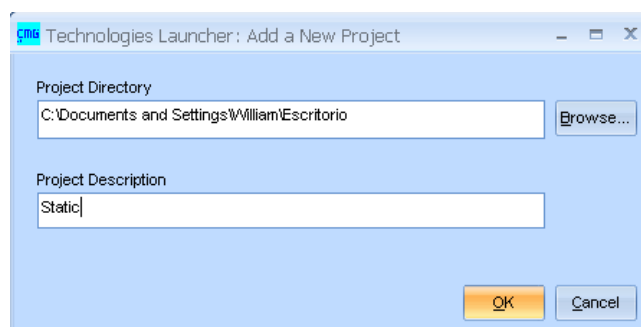 CMG Technologies Launcher: Add a New Project
Project Directory
C:\Documents and Settings\William\Escritorio
Browse...
Project Description
Static
OK Cancel